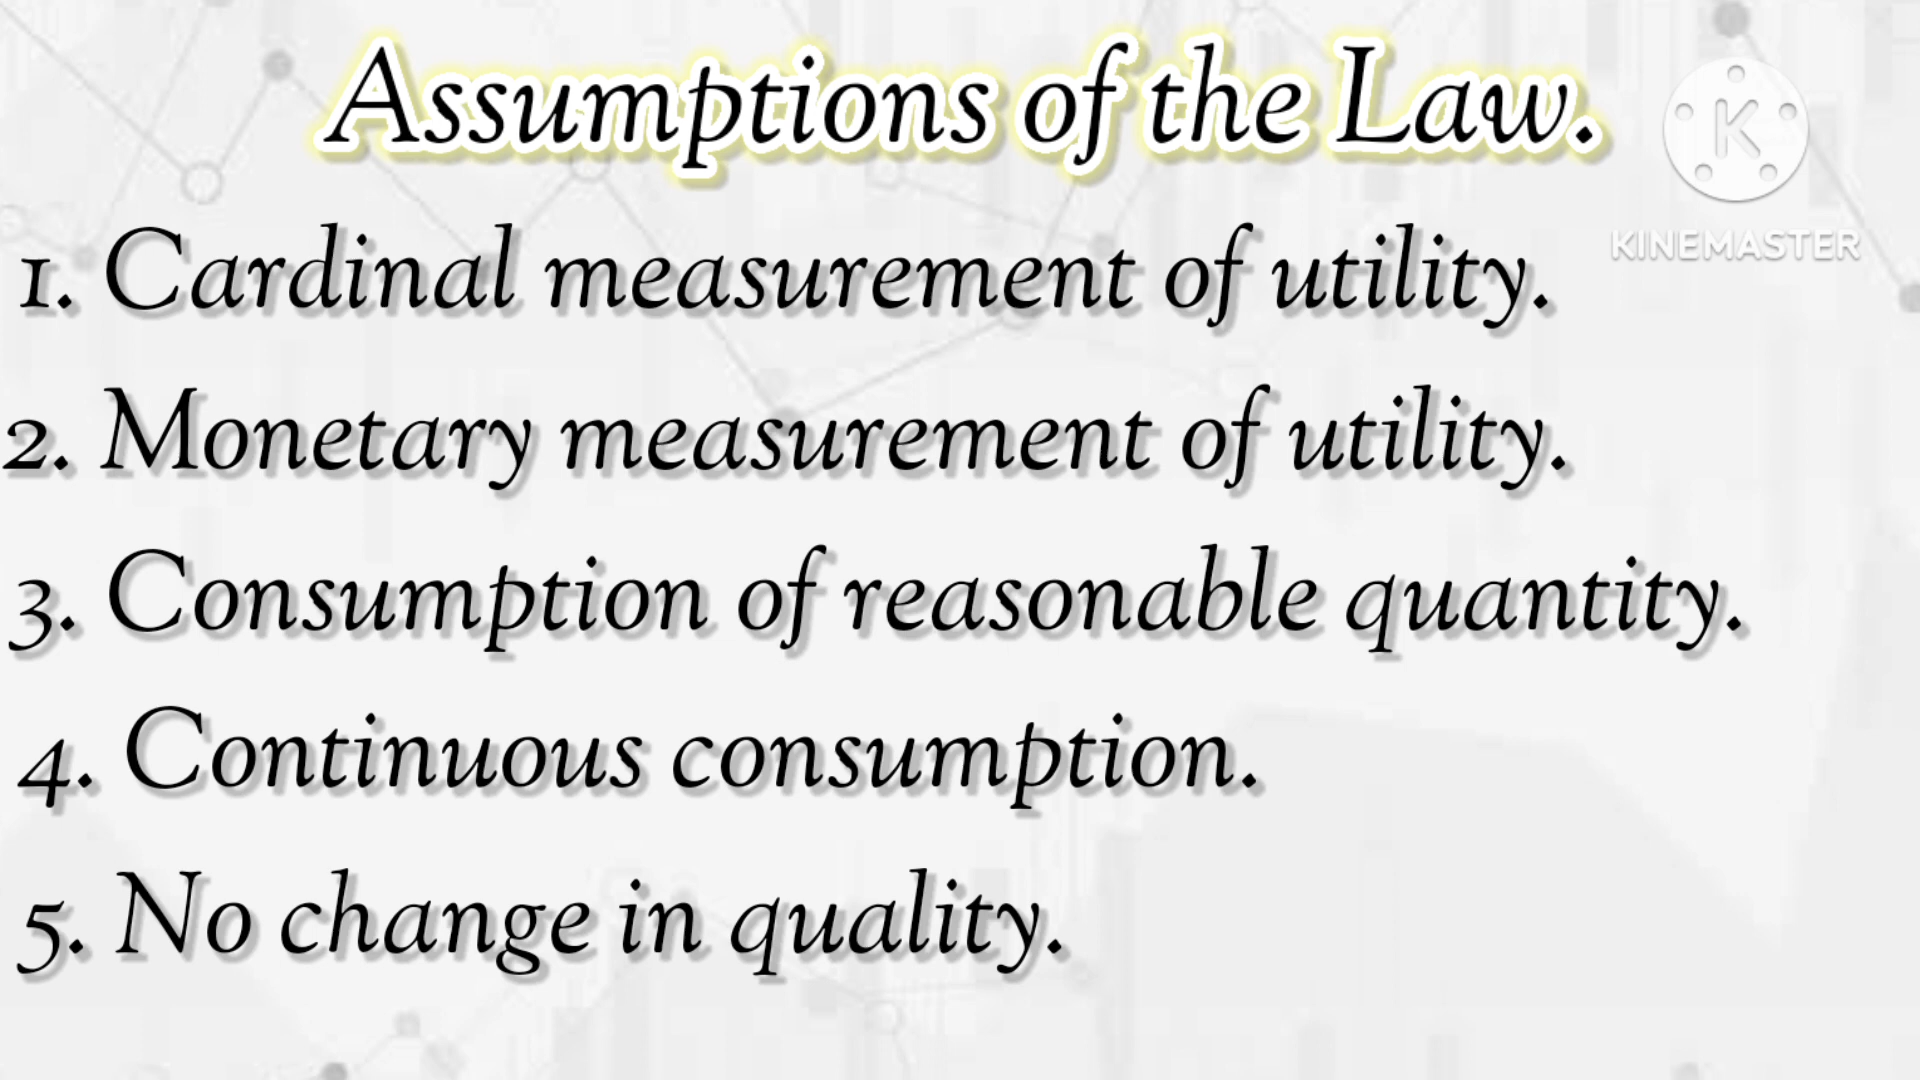 Assumptions of the Law.
K
KINEMASTER
1. Cardinal measurement of utility.
2. Monetary measurement of utility.
3. Consumption of reasonable quantity.
4. Continuous consumption.
5. No change in quality.